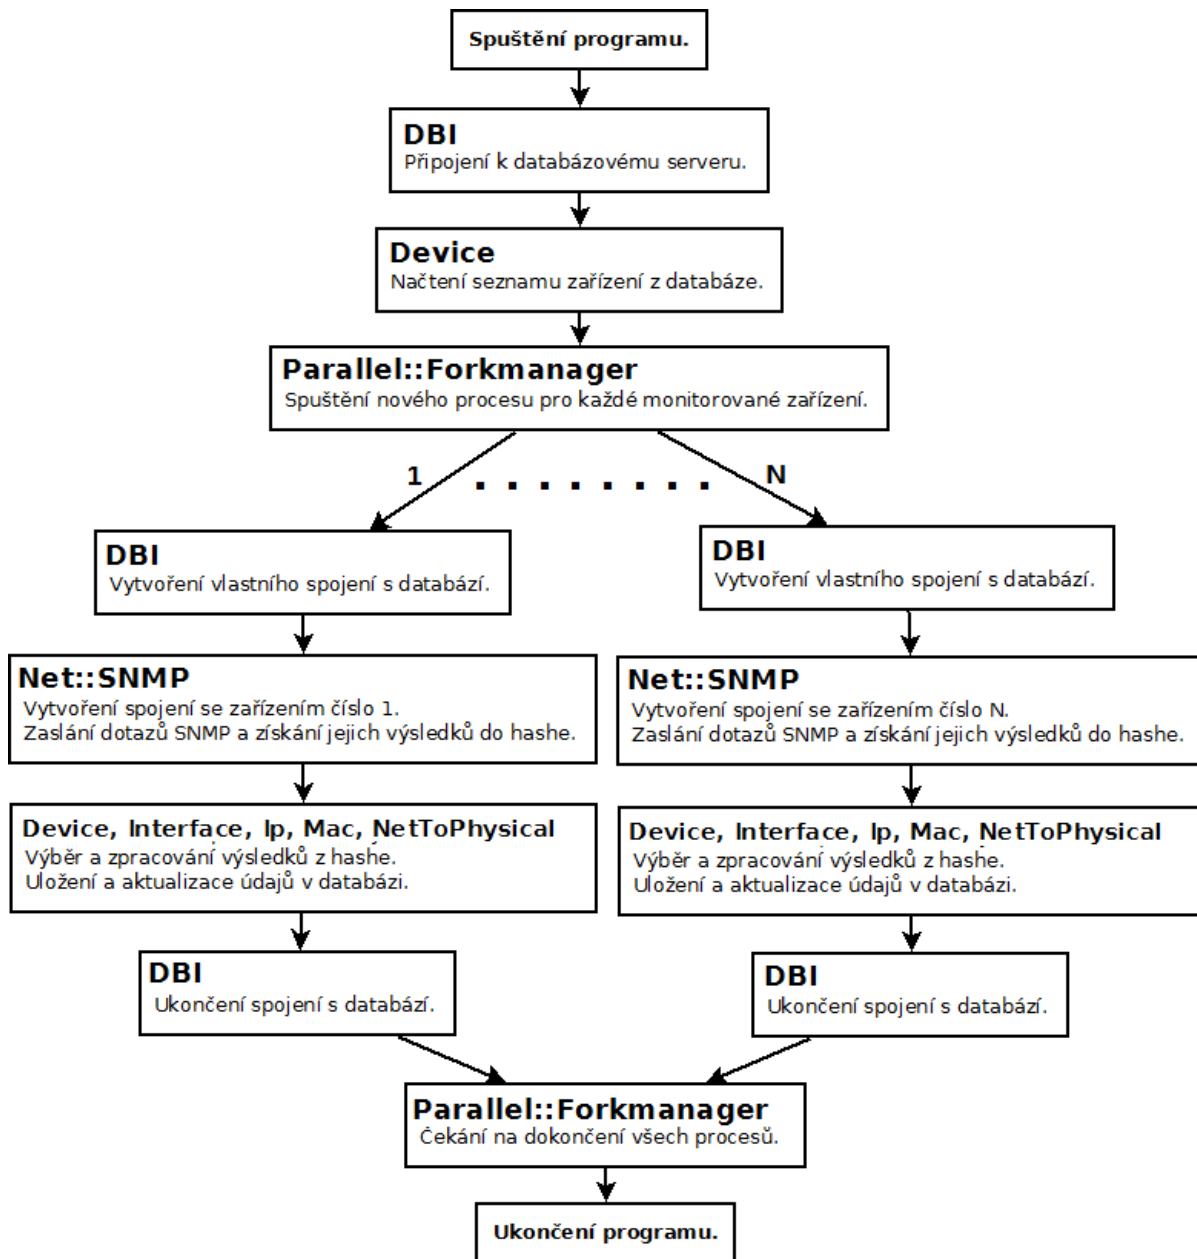 Spuštění programu.
DBI
Připojení k databázovému serveru.
Device
Načtení seznamu zařízení z databáze.
Parallel::Forkmanager
Spuštění nového procesu pro každé monitorované zařízení.
1 . . . . . . . . N
DBI
Vytvoření vlastního spojení s databází.
Net::SNMP
Vytvoření spojení se zařízením číslo 1.
Zaslání dotazů SNMP a získání jejich výsledků do hashe.
Device, Interface, Ip, Mac, NetToPhysical
Výběr a zpracování výsledků z hashe.
Uložení a aktualizace údajů v databázi.
DBI
Ukončení spojení s databází.
DBI
Vytvoření vlastního spojení s databází.
Net::SNMP
Vytvoření spojení se zařízením číslo N.
Zaslání dotazů SNMP a získání jejich výsledků do hashe.
Device, Interface, Ip, Mac, NetToPhysical
Výběr a zpracování výsledků z hashe.
Uložení a aktualizace údajů v databázi.
DBI
Ukončení spojení s databází.
Parallel::Forkmanager
Čekání na dokončení všech procesů.
Ukončení programu.